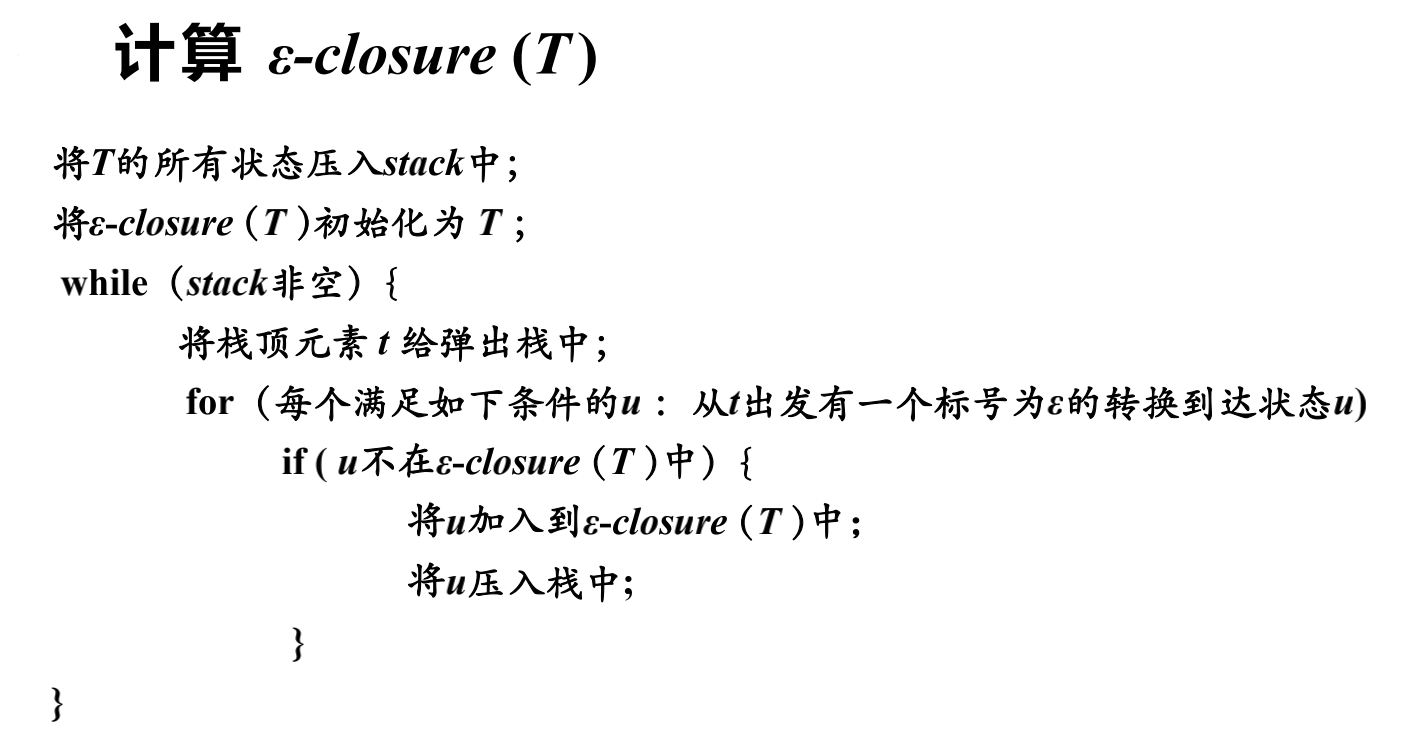 计算 ε-closure (T)
将T的所有状态压入stack中；
将ε-closure (T )初始化为 T ；
while（stack非空）{
将栈顶元素 t 给弹出栈中；
for（每个满足如下条件的u ：从t出发有一个标号为ε的转换到达状态u)
if ( u不在ε-closure (T )中）{
将u加入到ε-closure (T )中；
将u压入栈中；
}
}